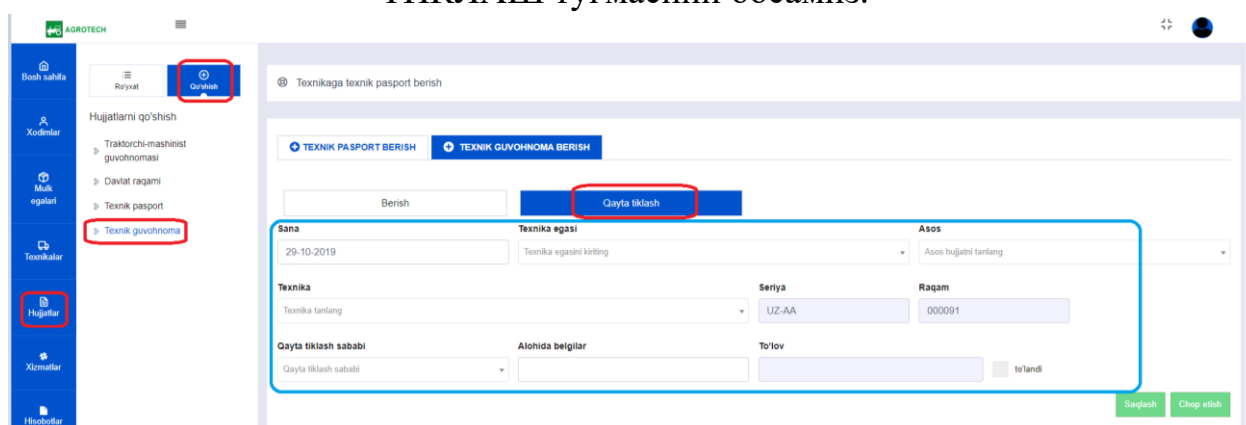 ТИКЛАШ тугмасини босамиз.
AGROTECH
Bosh sahifa
Ro'yxat
Qo'shish
Texnikaga texnik pasport berish
Xodimlar
Hujjatlarni qo'shish
Traktorchi-mashinist
guvohnomasi
TEXNIK PASPORT BERISH
TEXNIK GUVOHNOMA BERISH
Mulk
egalari
Davlat raqami
Texnik pasport
Texnik guvohnoma
Berish
Qayta tiklash
Sana
Texnika egasi
Asos
29-10-2019
Texnika egasini kiriting
Asos hujjatni tanlang
Texnikalar
Texnika
Seriya
Raqam
Texnika tanlang
UZ-AA
000091
Hujjatlar
Qayta tiklash sababi
Alohida belgilar
To'lov
Qayta tiklash sababi
to'landi
Xizmatlar
Saqlash
Chop etish
Hisobotlar